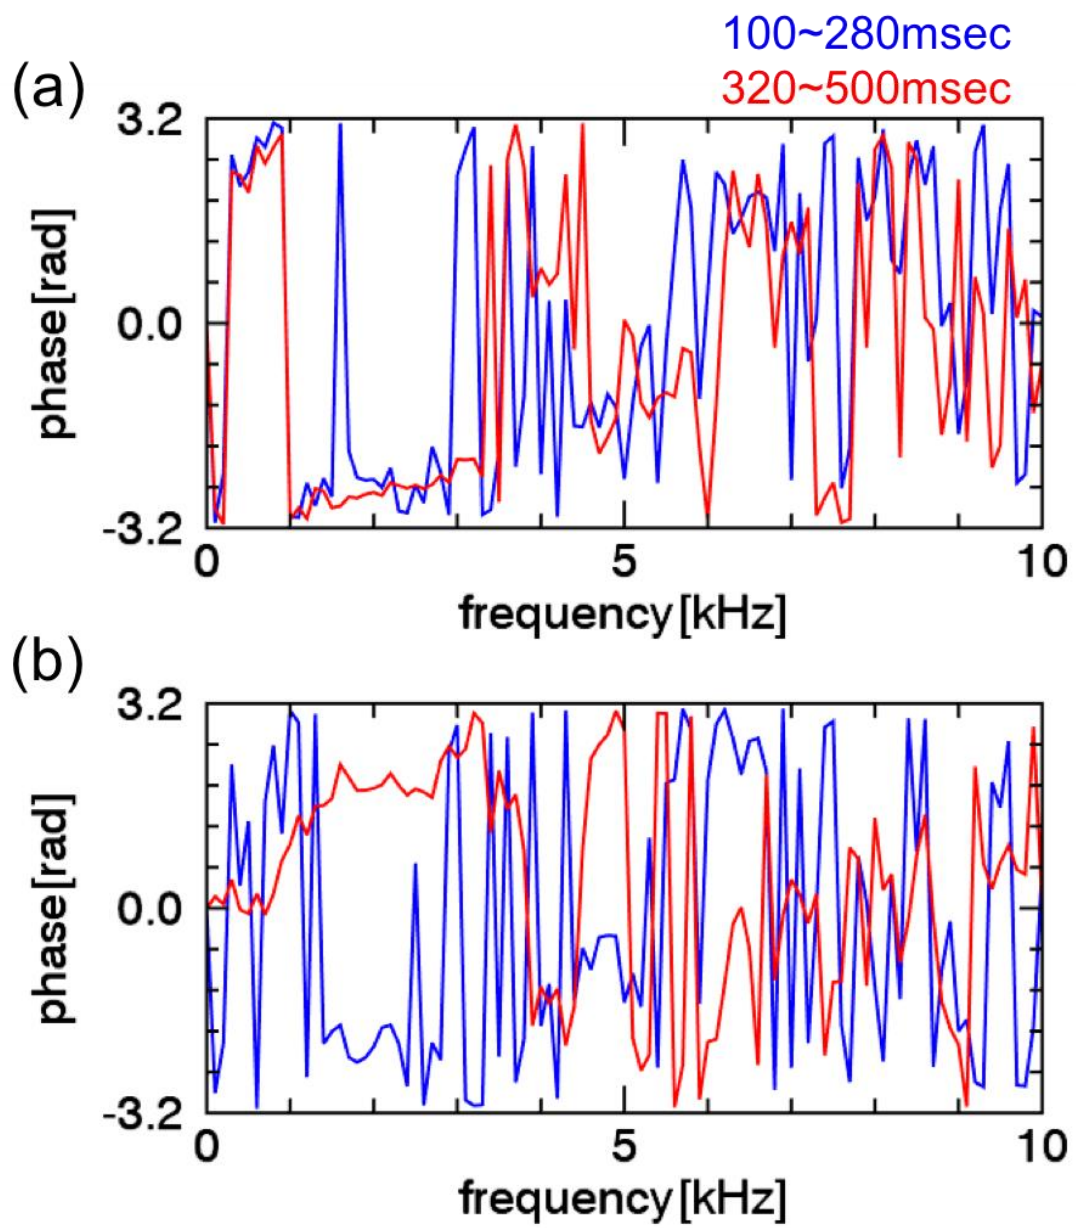 100~280msec
320~500msec
(a)
3.2
0.0
-3.2
phase[rad]
0 5 10
frequency[kHz]
(b)
3.2
0.0
-3.2
phase[rad]
0 5 10
frequency[kHz]